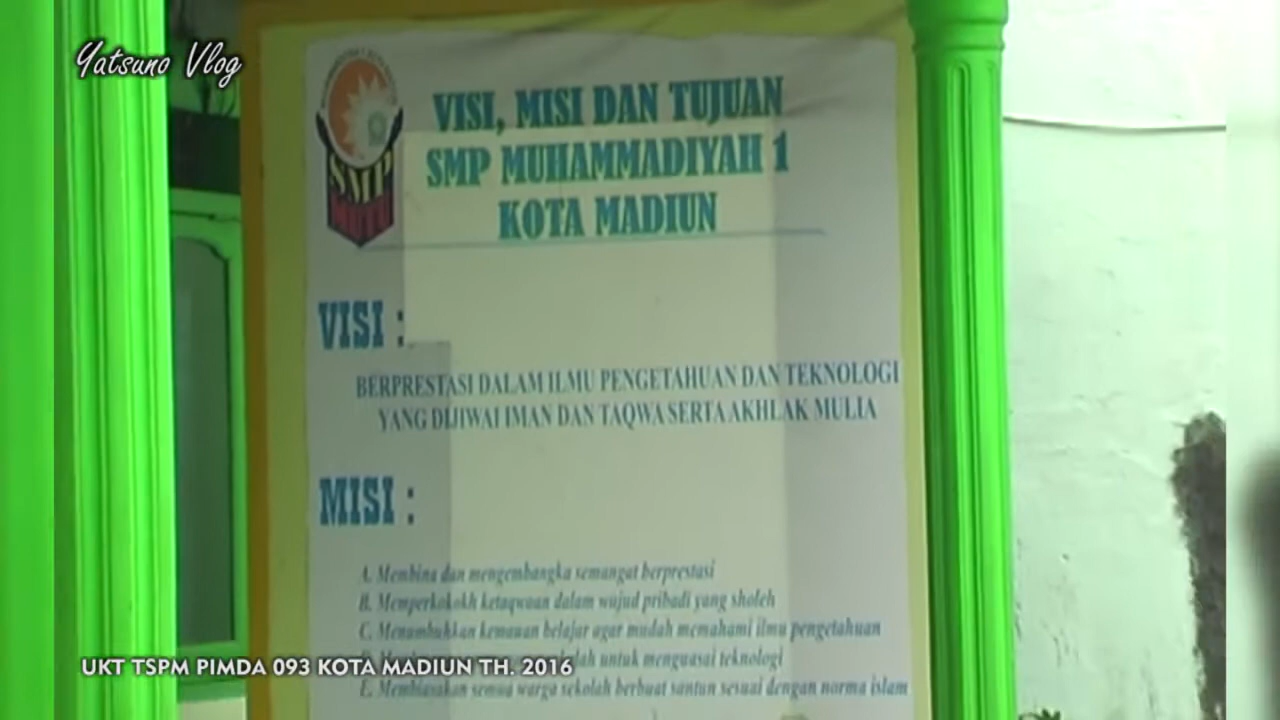 Yatsuno Vlog
VISI, MISI DAN TUJUAN
SMP MUHAMMADIYAH 1
KOTA MADIUN
SMP
MUTU
VISI :
BERPRESTASI DALAM ILMU PENGETAHUAN DAN TEKNOLOGI
YANG DIJIWAI IMAN DAN TAQWA SERTA AKHLAK MULIA
MISI :
A. Membina dan mengembangka semangat berprestasi
B. Memperkokokh ketaqwaan dalam wujud pribadi yang sholeh
C. Menumbuhkan kemauan belajar agar mudah memahami ilmu pengetahuan
untuk menguasai teknologi
UKT TSPM PIMDA 093 KOTA MADIUN TH. 2016
E. Membiasakan semua warga sekolah berbuat santun sesuai dengan norma islam